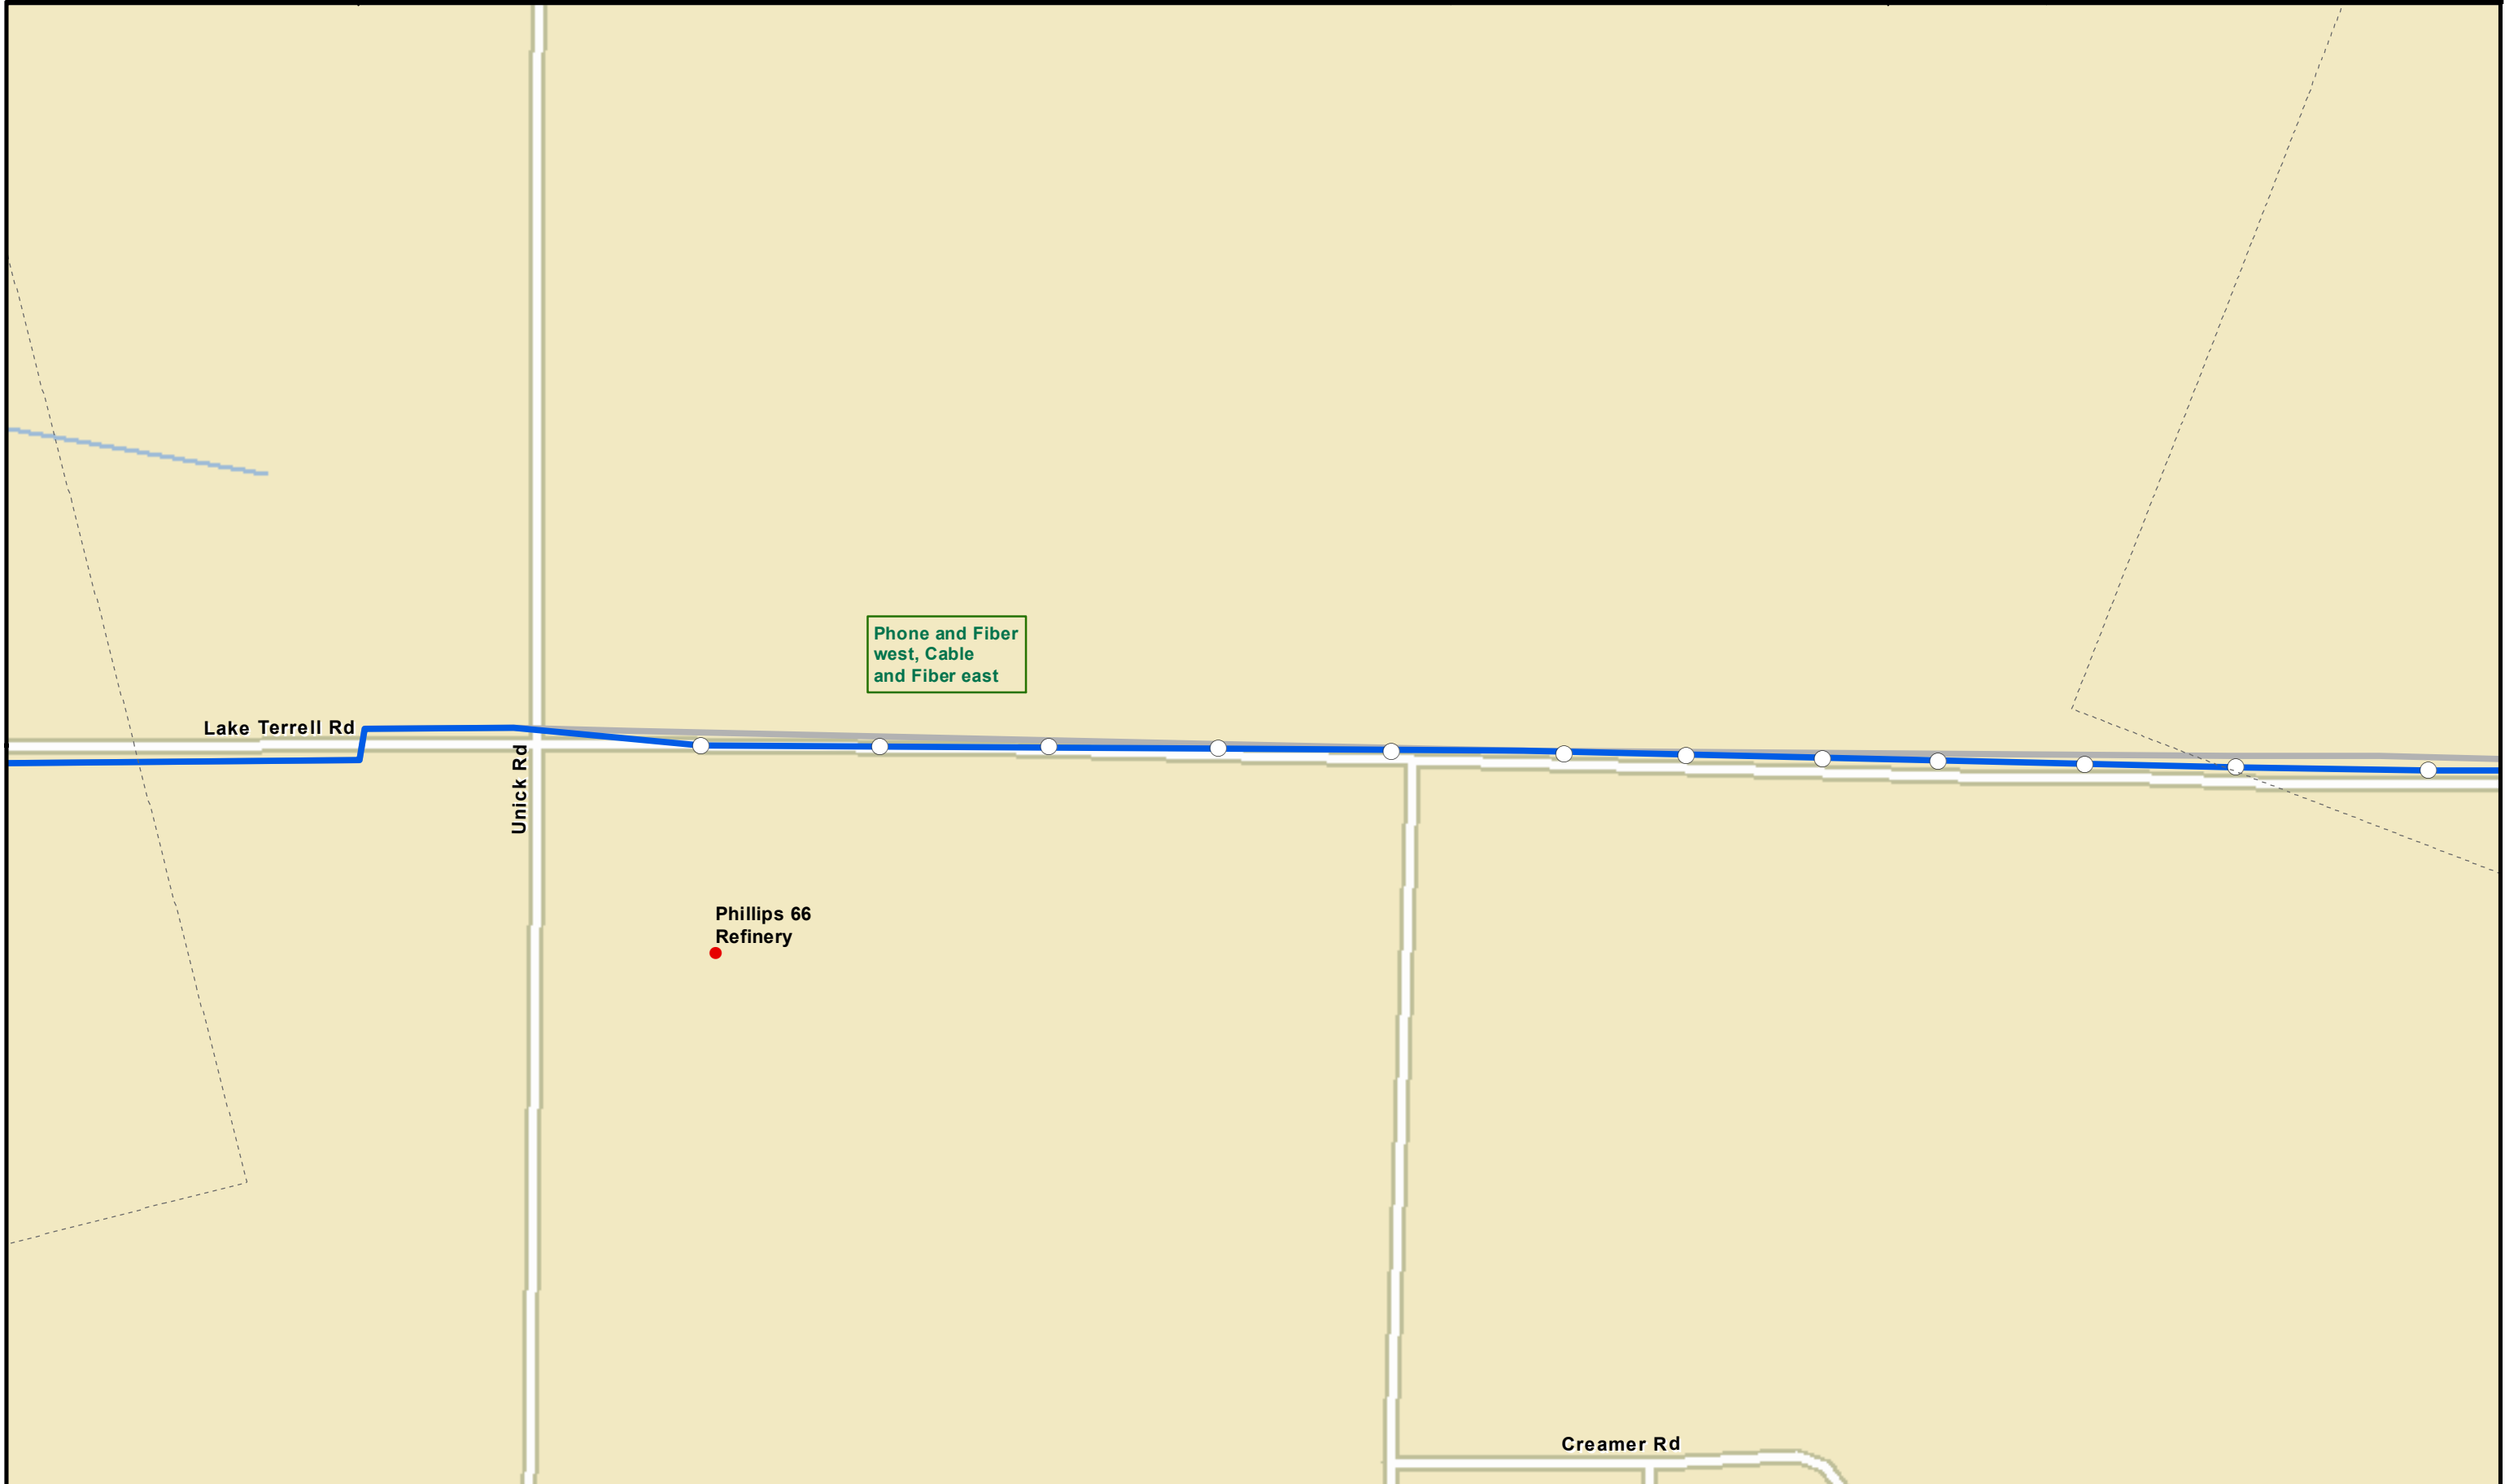 Phone and Fiber
west, Cable
and Fiber east
Lake Terrell Rd
Unick Rd
Phillips 66
Refinery
Creamer Rd